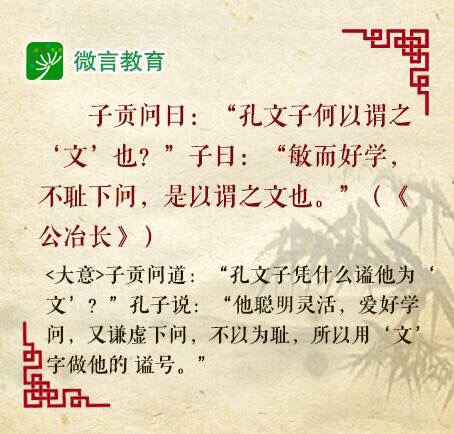 微言教育
子贡问曰：“孔文子何以谓之
‘文’也？”子曰：“敏而好学，
不耻下问，是以谓之文也。”（《
公冶长》）
<大意>子贡问道：“孔文子凭什么谥他为‘
文’？”孔子说：“他聪明灵活，爱好学
问，又谦虚下问，不以为耻，所以用‘文’
字做他的 谥号。”